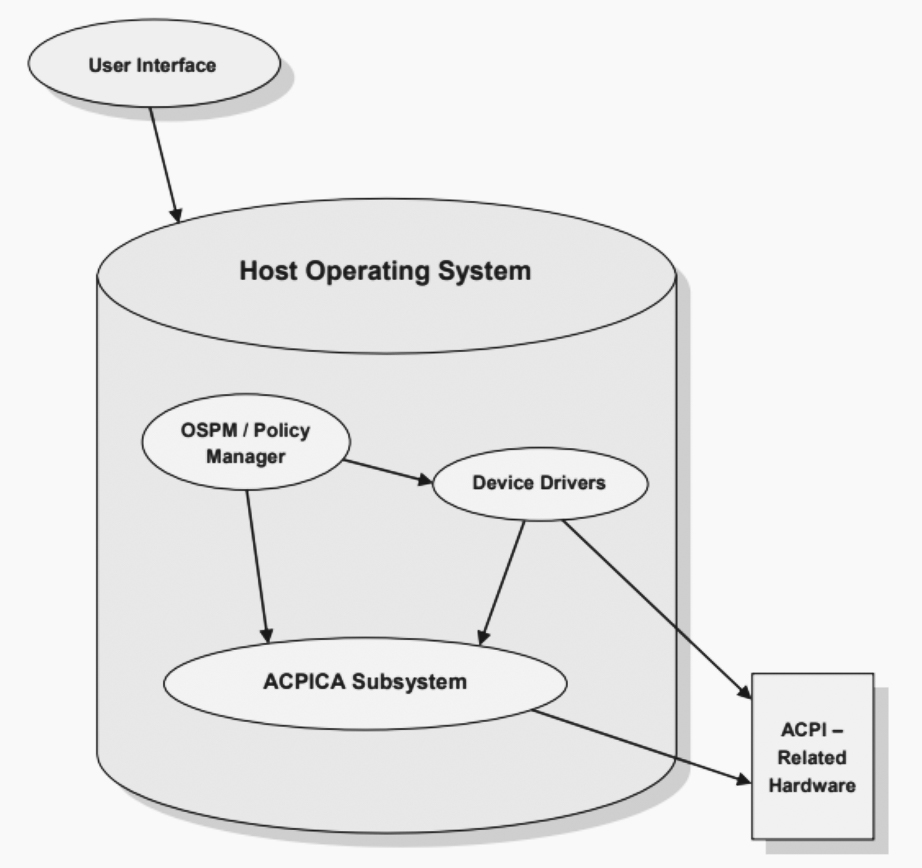 User Interface
Host Operating System
OSPM / Policy
Manager
Device Drivers
ACPICA Subsystem
ACPI –
Related
Hardware